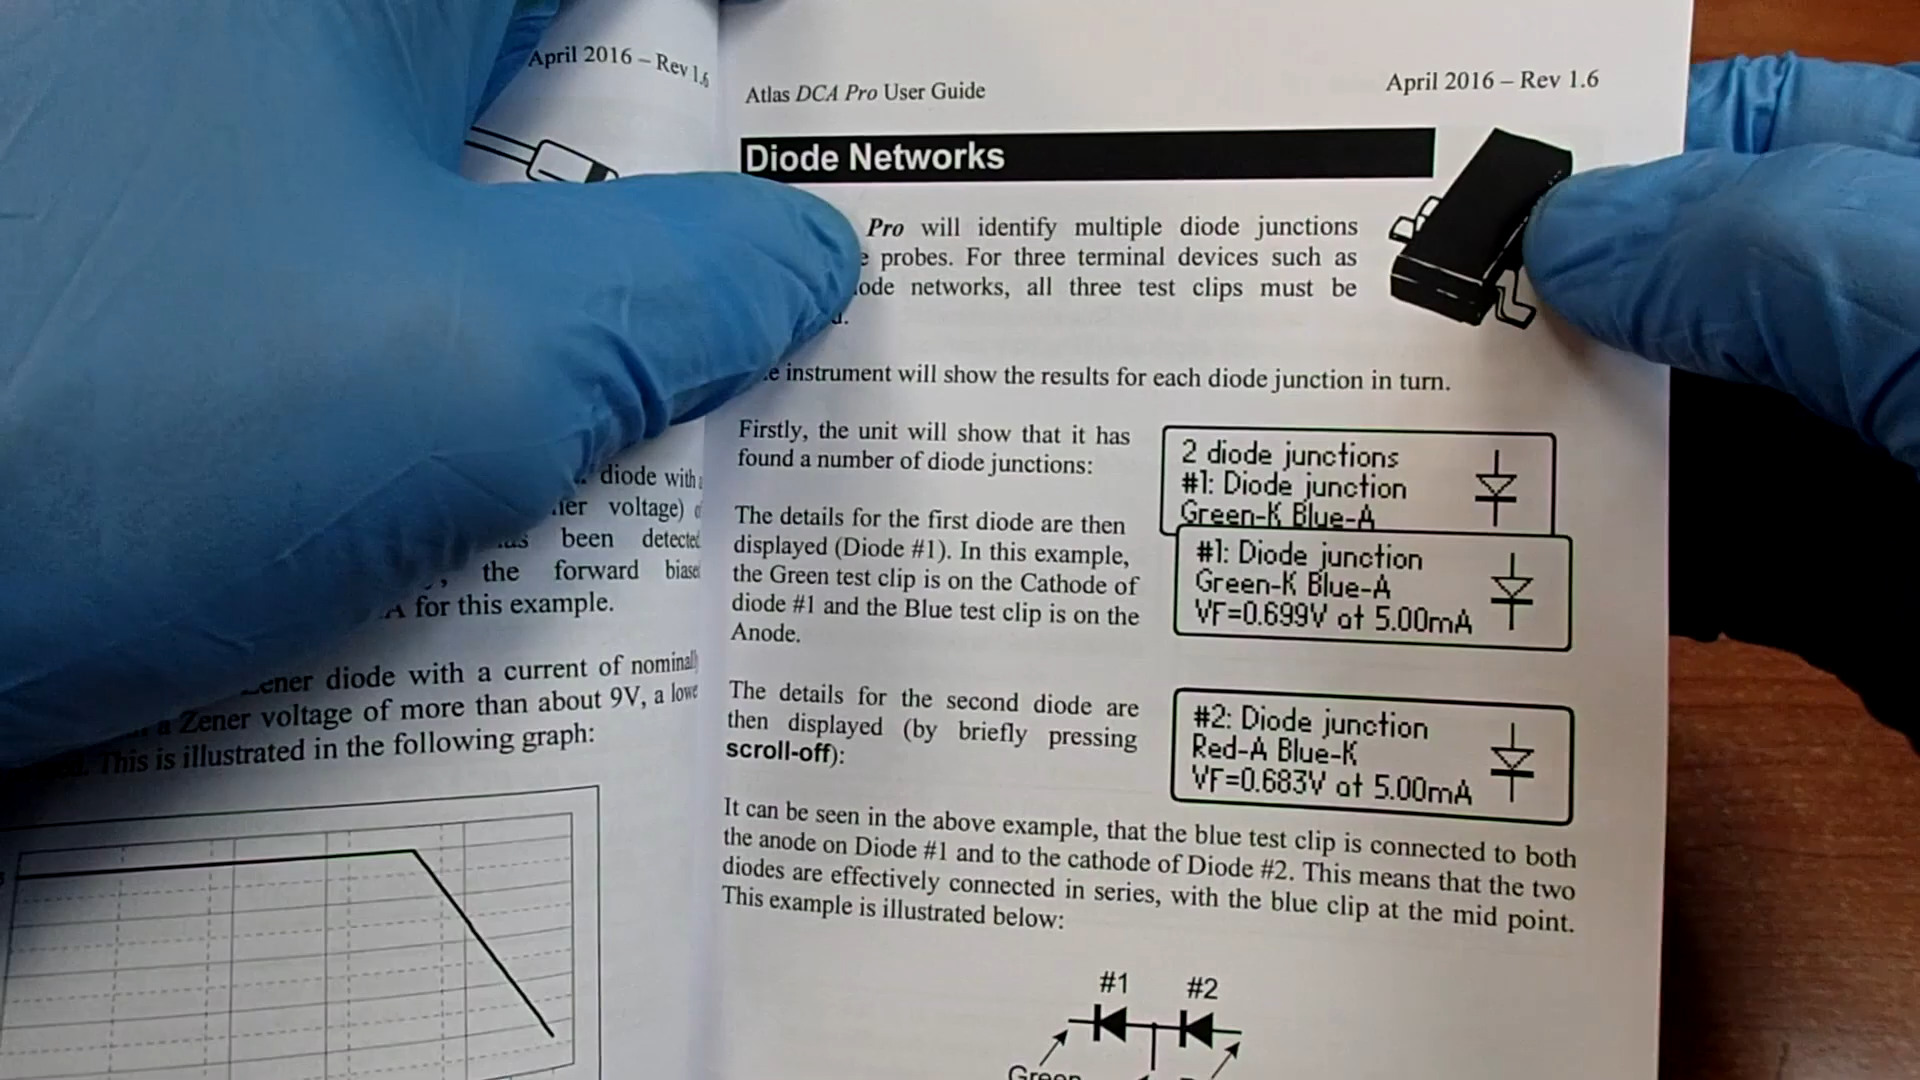 April 2016 – Rev 1.6
diode with
voltage)
been detected
the forward
for this example.
diode with a current of
a Zener voltage of more than about 9V, a
This is illustrated in the following graph:
Atlas DCA Pro User Guide
April 2016 – Rev 1.6
Diode Networks
Pro will identify multiple diode junctions
probes. For three terminal devices such as
networks, all three test clips must be
instrument will show the results for each diode junction in turn.
Firstly, the unit will show that it has
found a number of diode junctions:
2 diode junctions
#1: Diode junction
Green-K Blue-A
The details for the first diode are then
displayed (Diode #1). In this example,
the Green test clip is on the Cathode of
diode #1 and the Blue test clip is on the
Anode.
#1: Diode junction
Green-K Blue-A
VF=0.699V at 5.00mA
The details for the second diode are
then displayed (by briefly pressing
scroll-off):
#2: Diode junction
Red-A Blue-K
VF=0.683V at 5.00mA
It can be seen in the above example, that the blue test clip is connected to both
the anode on Diode #1 and to the cathode of Diode #2. This means that the two
diodes are effectively connected in series, with the blue clip at the mid point.
This example is illustrated below:
#1 #2
Green